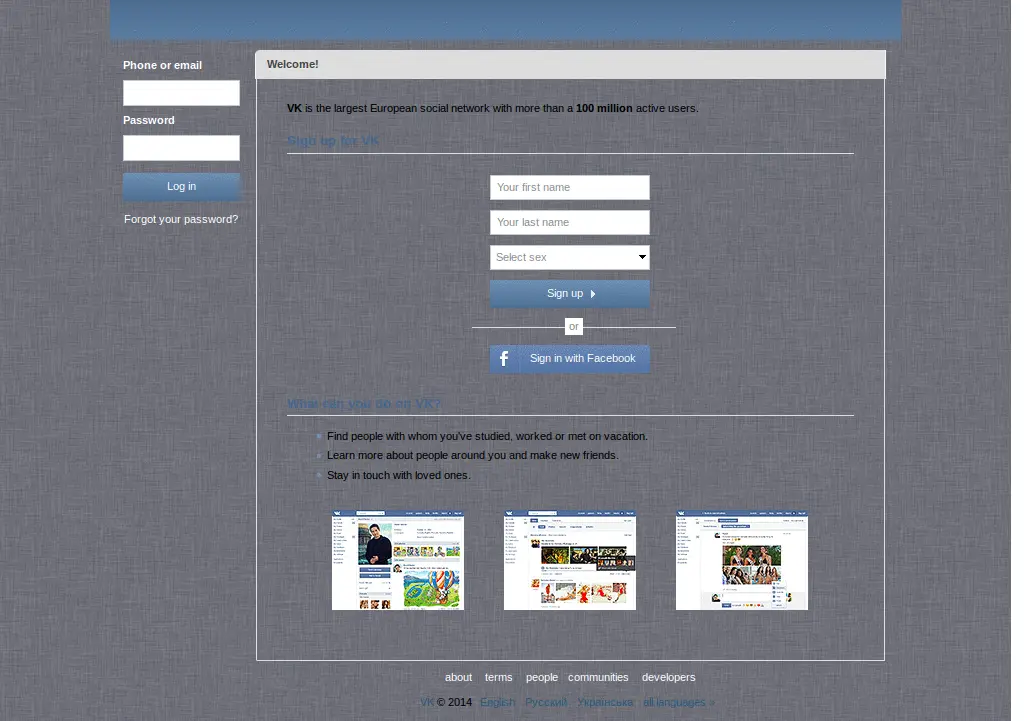 Phone or email
Password
Log in
Forgot your password?
Welcome!
VK is the largest European social network with more than a 100 million active users.
Sign up for VK
Your first name
Your last name
Select sex
Sign up
or
Sign in with Facebook
What can you do on VK?
Find people with whom you've studied, worked or met on vacation.
Learn more about people around you and make new friends.
Stay in touch with loved ones.
about terms people communities developers
VK © 2014 English Русский Українська all languages »